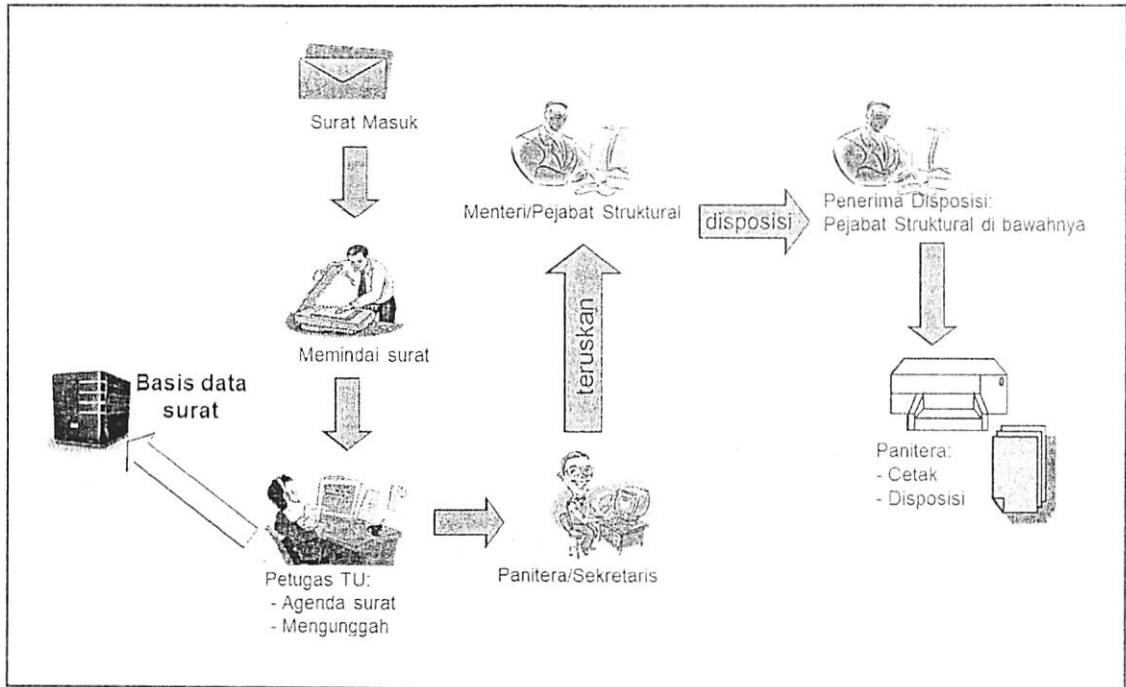 Surat Masuk
Memindai surat
Basis data
surat
Petugas TU:
- Agenda surat
- Mengunggah
Panitera/Sekretaris
teruskan
Menteri/Pejabat Struktural
disposisi
Penerima Disposisi:
Pejabat Struktural di bawahnya
Panitera:
- Cetak
- Disposisi